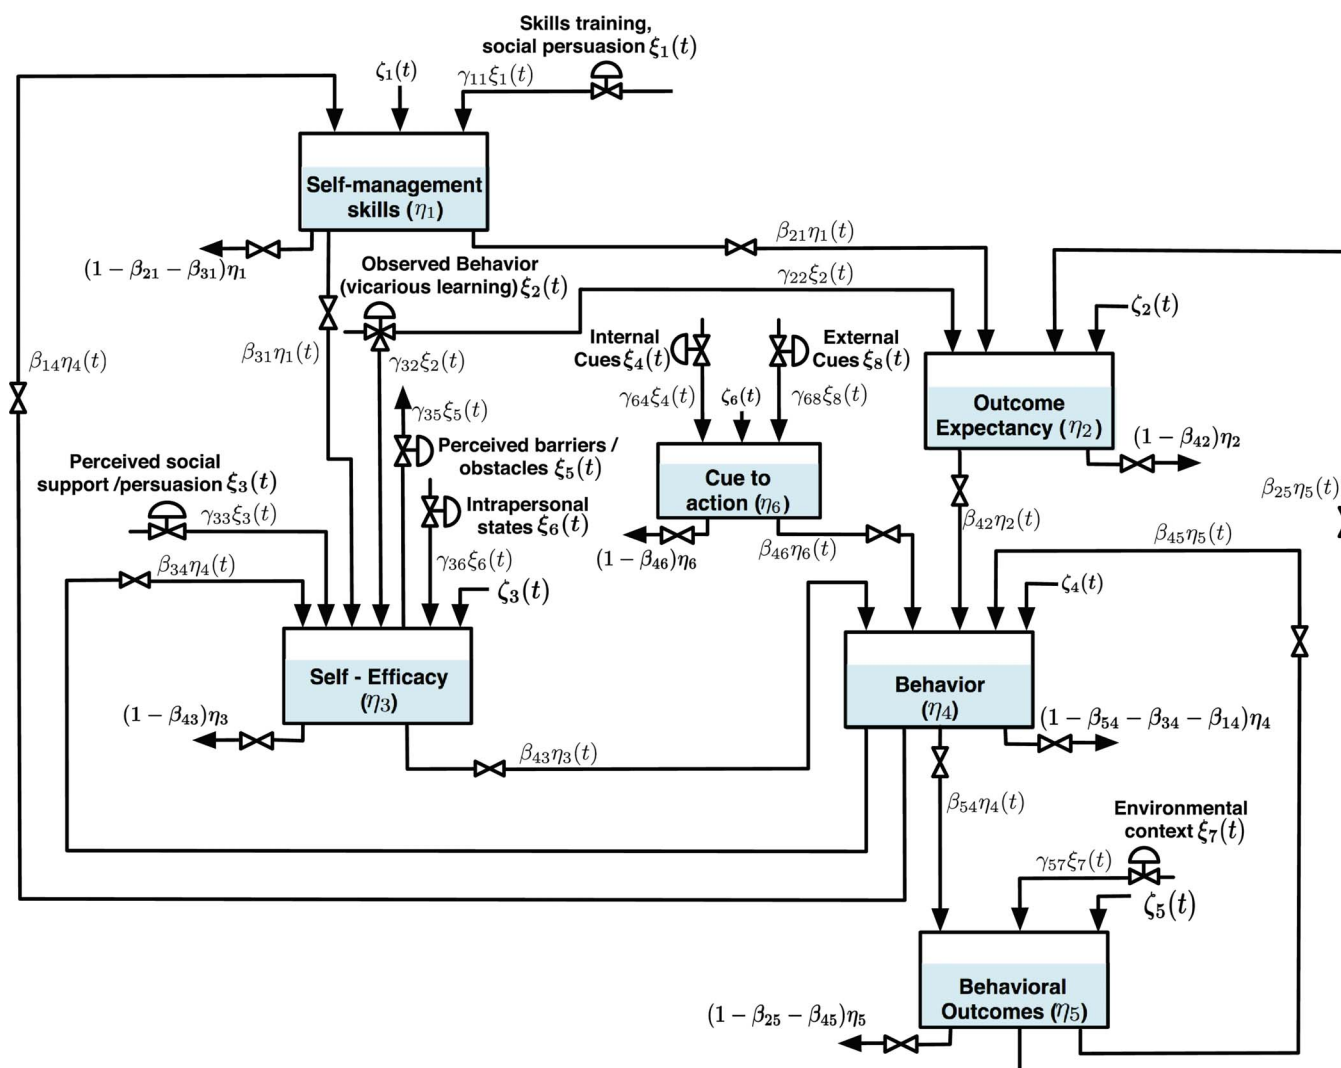 Skills training,
social persuasion ξ₁(t)
ζ₁(t)
γ₁₁ξ₁(t)
Self-management
skills (η₁)
(1 − β₂₁ − β₃₁)η₁
β₂₁η₁(t)
Observed Behavior
(vicarious learning) ξ₂(t)
γ₂₂ξ₂(t)
ζ₂(t)
β₁₄η₄(t)
β₃₁η₁(t)
γ₃₂ξ₂(t)
Internal
Cues ξ₄(t)
External
Cues ξ₈(t)
γ₆₄ξ₄(t)
ζ₆(t)
γ₆₈ξ₈(t)
Outcome
Expectancy (η₂)
(1 − β₄₂)η₂
γ₃₅ξ₅(t)
Perceived barriers /
obstacles ξ₅(t)
Perceived social
support /persuasion ξ₃(t)
Cue to
action (η₆)
β₂₅η₅(t)
Intrapersonal
states ξ₆(t)
γ₃₃ξ₃(t)
β₄₂η₂(t)
β₄₅η₅(t)
(1 − β₄₆)η₆
β₄₆η₆(t)
β₃₄η₄(t)
γ₃₆ξ₆(t)
ζ₃(t)
ζ₄(t)
Self - Efficacy
(η₃)
Behavior
(η₄)
(1 − β₄₃)η₃
(1 − β₅₄ − β₃₄ − β₁₄)η₄
β₄₃η₃(t)
β₅₄η₄(t)
Environmental
context ξ₇(t)
γ₅₇ξ₇(t)
ζ₅(t)
Behavioral
Outcomes (η₅)
(1 − β₂₅ − β₄₅)η₅